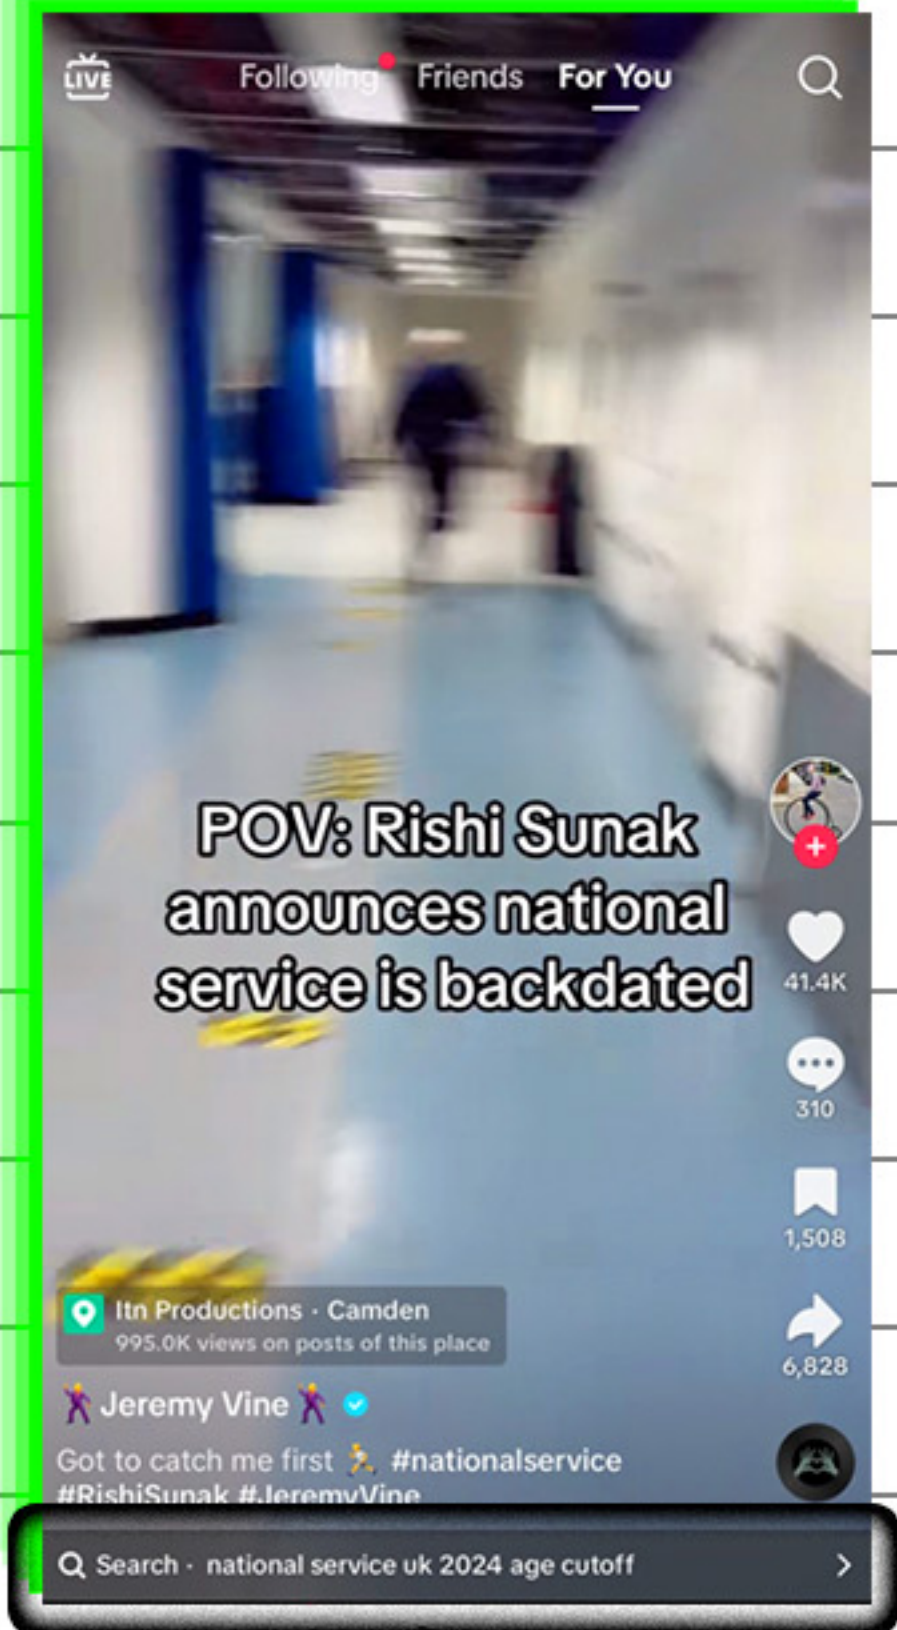 LIVE
Following Friends For You
POV: Rishi Sunak
announces national
service is backdated
41.4K
310
1,508
6,828
Itn Productions · Camden
995.0K views on posts of this place
🕺Jeremy Vine🕺
Got to catch me first 🏃 #nationalservice
#RishiSunak #JeremyVine
Search · national service uk 2024 age cutoff